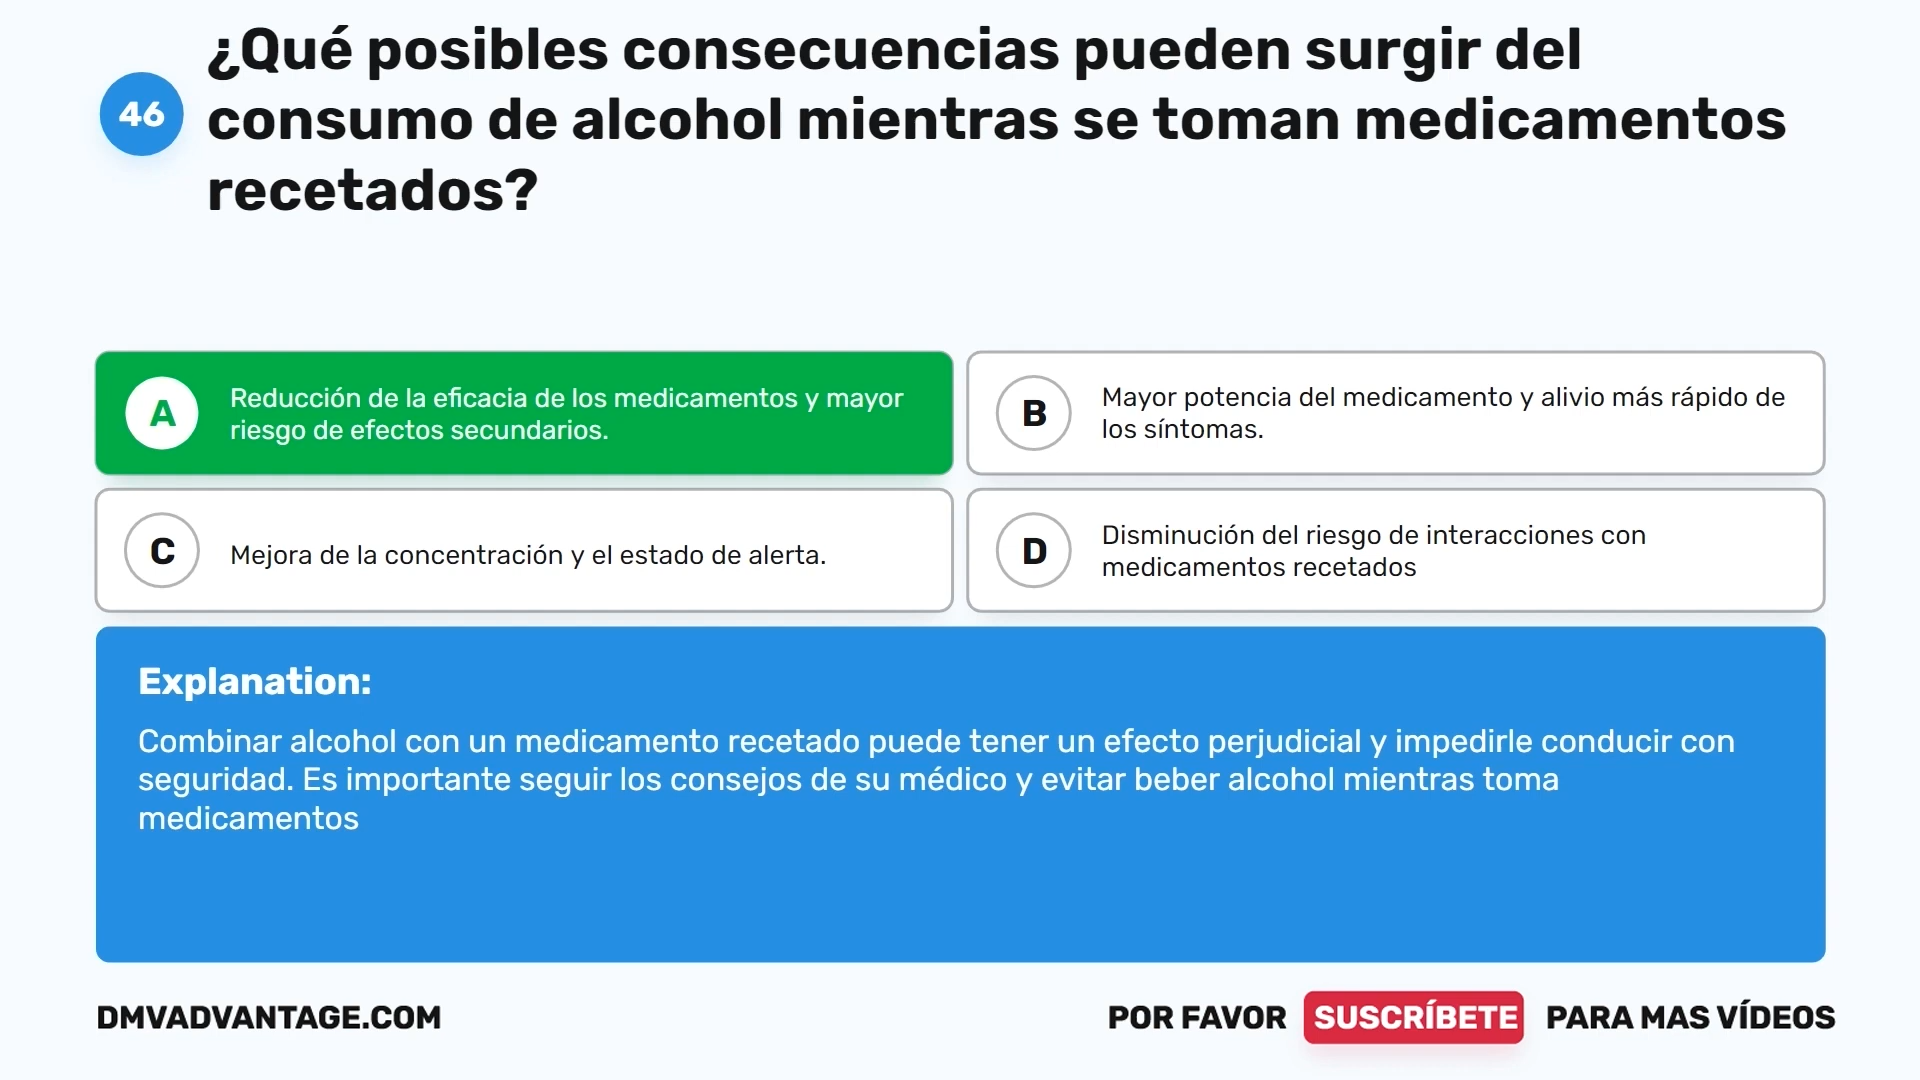 46
¿Qué posibles consecuencias pueden surgir del
consumo de alcohol mientras se toman medicamentos
recetados?
A
Reducción de la eficacia de los medicamentos y mayor
riesgo de efectos secundarios.
B
Mayor potencia del medicamento y alivio más rápido de
los síntomas.
C
Mejora de la concentración y el estado de alerta.
D
Disminución del riesgo de interacciones con
medicamentos recetados
Explanation:
Combinar alcohol con un medicamento recetado puede tener un efecto perjudicial y impedirle conducir con
seguridad. Es importante seguir los consejos de su médico y evitar beber alcohol mientras toma
medicamentos
DMVADVANTAGE.COM
POR FAVOR SUSCRÍBETE PARA MAS VÍDEOS